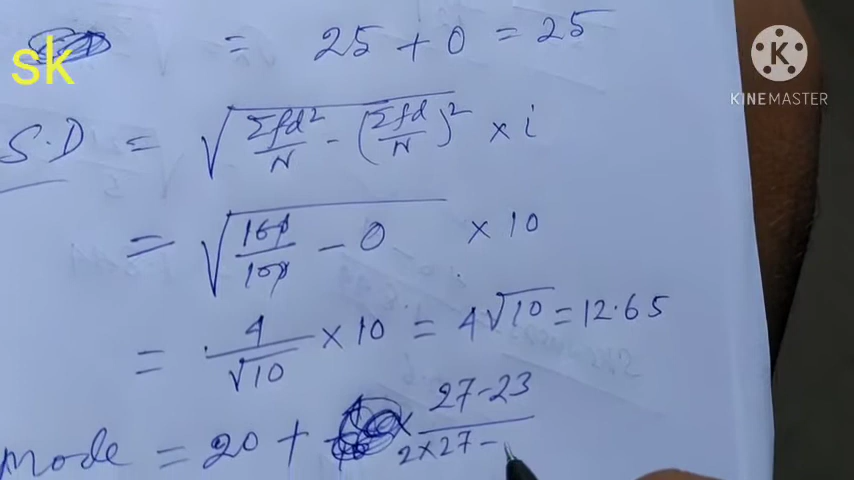 = 25 + 0 = 25
sk
KINEMASTER
S.D = √(Σfd²/N - (Σfd/N)²) × i
= √(160/100 - 0) × 10
= 4/√10 × 10 = 4√10 = 12.65
Mode = 20 + × 27-23/2×27-